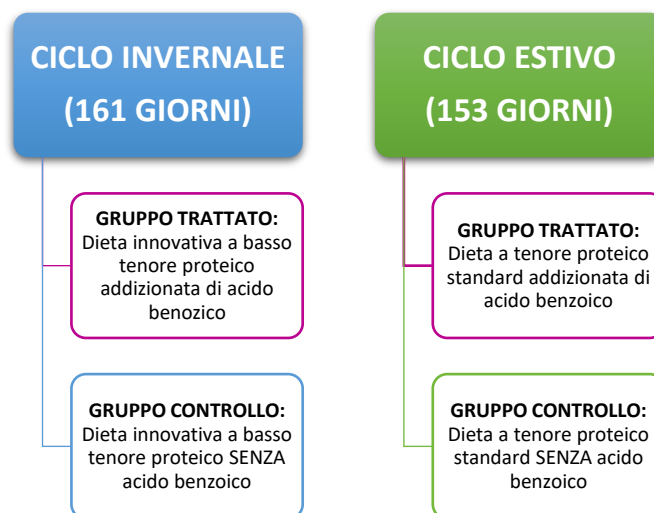 CICLO INVERNALE
(161 GIORNI)
GRUPPO TRATTATO:
Dieta innovativa a basso
tenore proteico
addizionata di acido
benozico
GRUPPO CONTROLLO:
Dieta innovativa a basso
tenore proteico SENZA
acido benzoico
CICLO ESTIVO
(153 GIORNI)
GRUPPO TRATTATO:
Dieta a tenore proteico
standard addizionata di
acido benzoico
GRUPPO CONTROLLO:
Dieta a tenore proteico
standard SENZA acido
benzoico